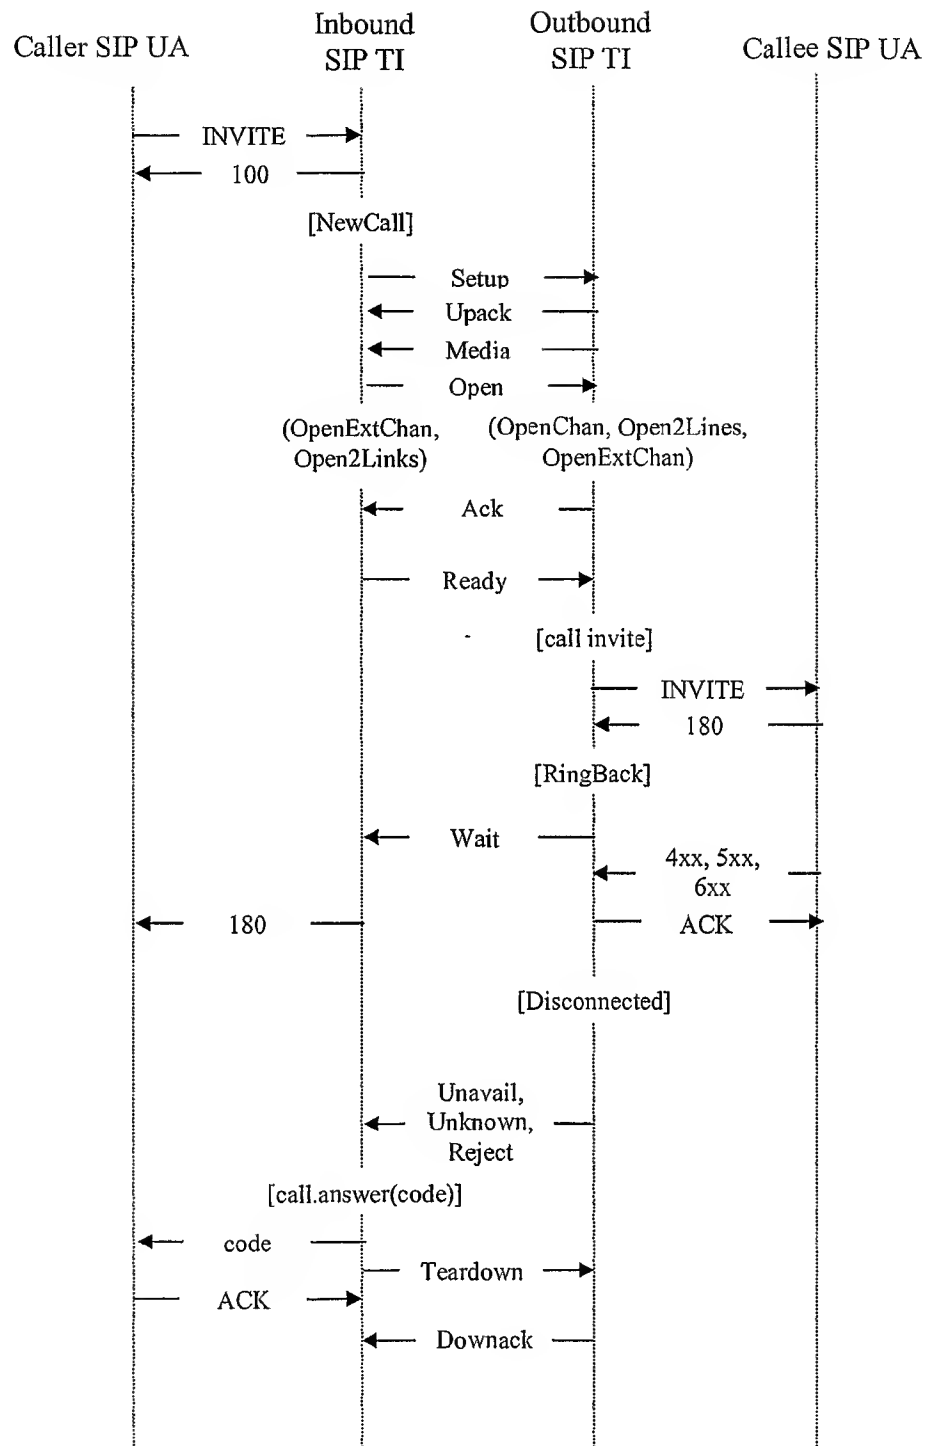 Caller SIP UA
Inbound
SIP TI
Outbound
SIP TI
Callee SIP UA
INVITE
100
[NewCall]
Setup
Upack
Media
Open
(OpenExtChan,
Open2Links)
(OpenChan, Open2Lines,
OpenExtChan)
Ack
Ready
[call invite]
INVITE
180
[RingBack]
Wait
4xx, 5xx,
6xx
180
ACK
[Disconnected]
Unavail,
Unknown,
Reject
[call.answer(code)]
code
Teardown
ACK
Downack